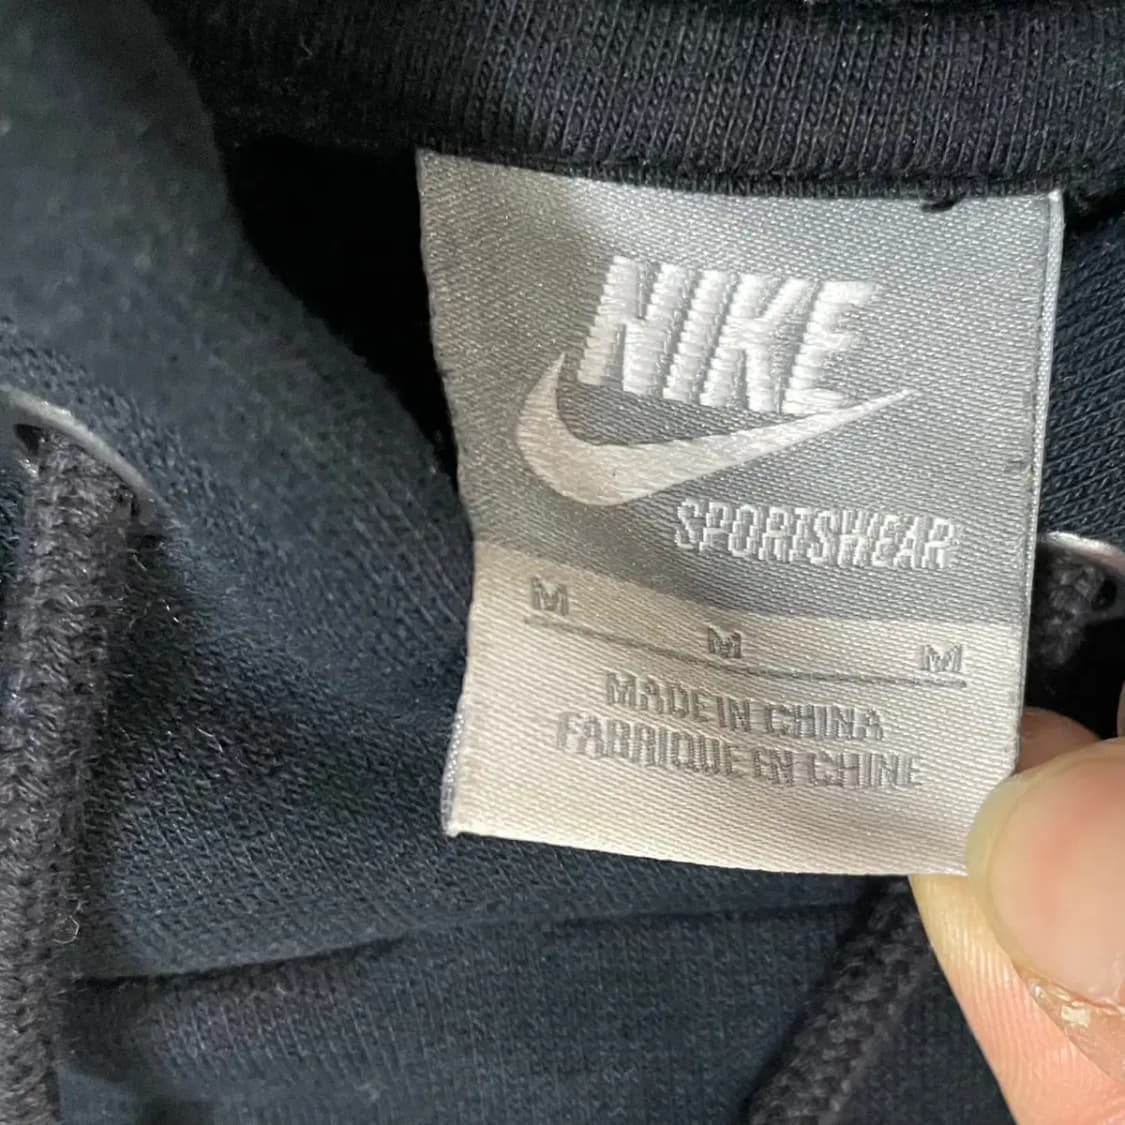 NIKE
SPORTSWEAR
M M M
MADE IN CHINA
FABRIQUE EN CHINE